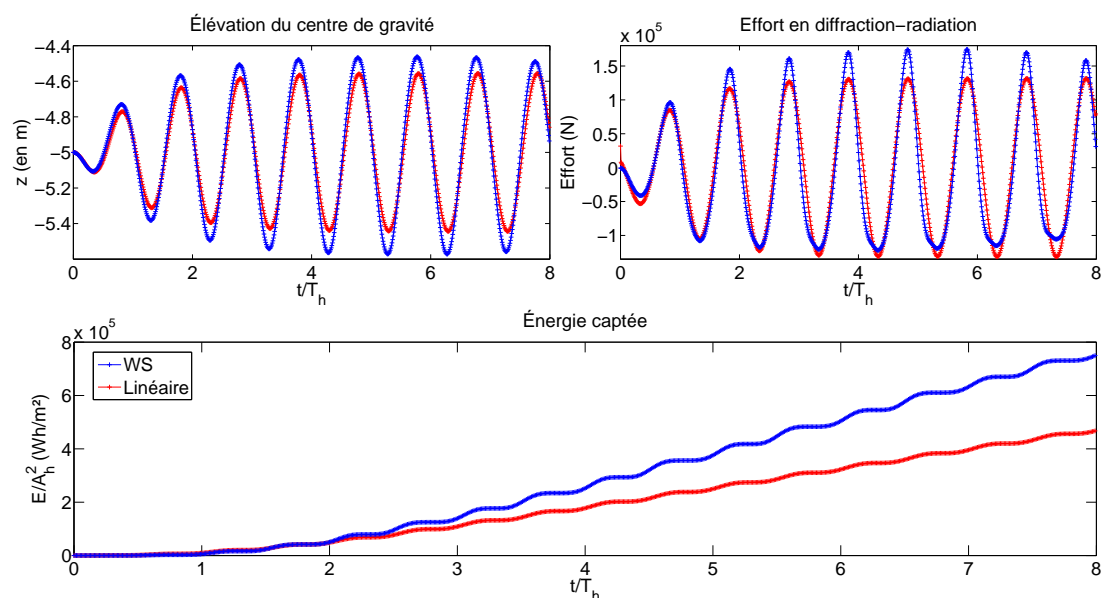 Élévation du centre de gravité
z (en m)
−4.4
−4.6
−4.8
−5
−5.2
−5.4
0 2 4 6 8
t/T_h
Effort en diffraction−radiation
x 10^5
Effort (N)
1.5
1
0.5
0
−0.5
−1
0 2 4 6 8
t/T_h
Énergie captée
x 10^5
E/A_h^2 (Wh/m²)
8
6
4
2
0
WS
Linéaire
0 1 2 3 4 5 6 7 8
t/T_h